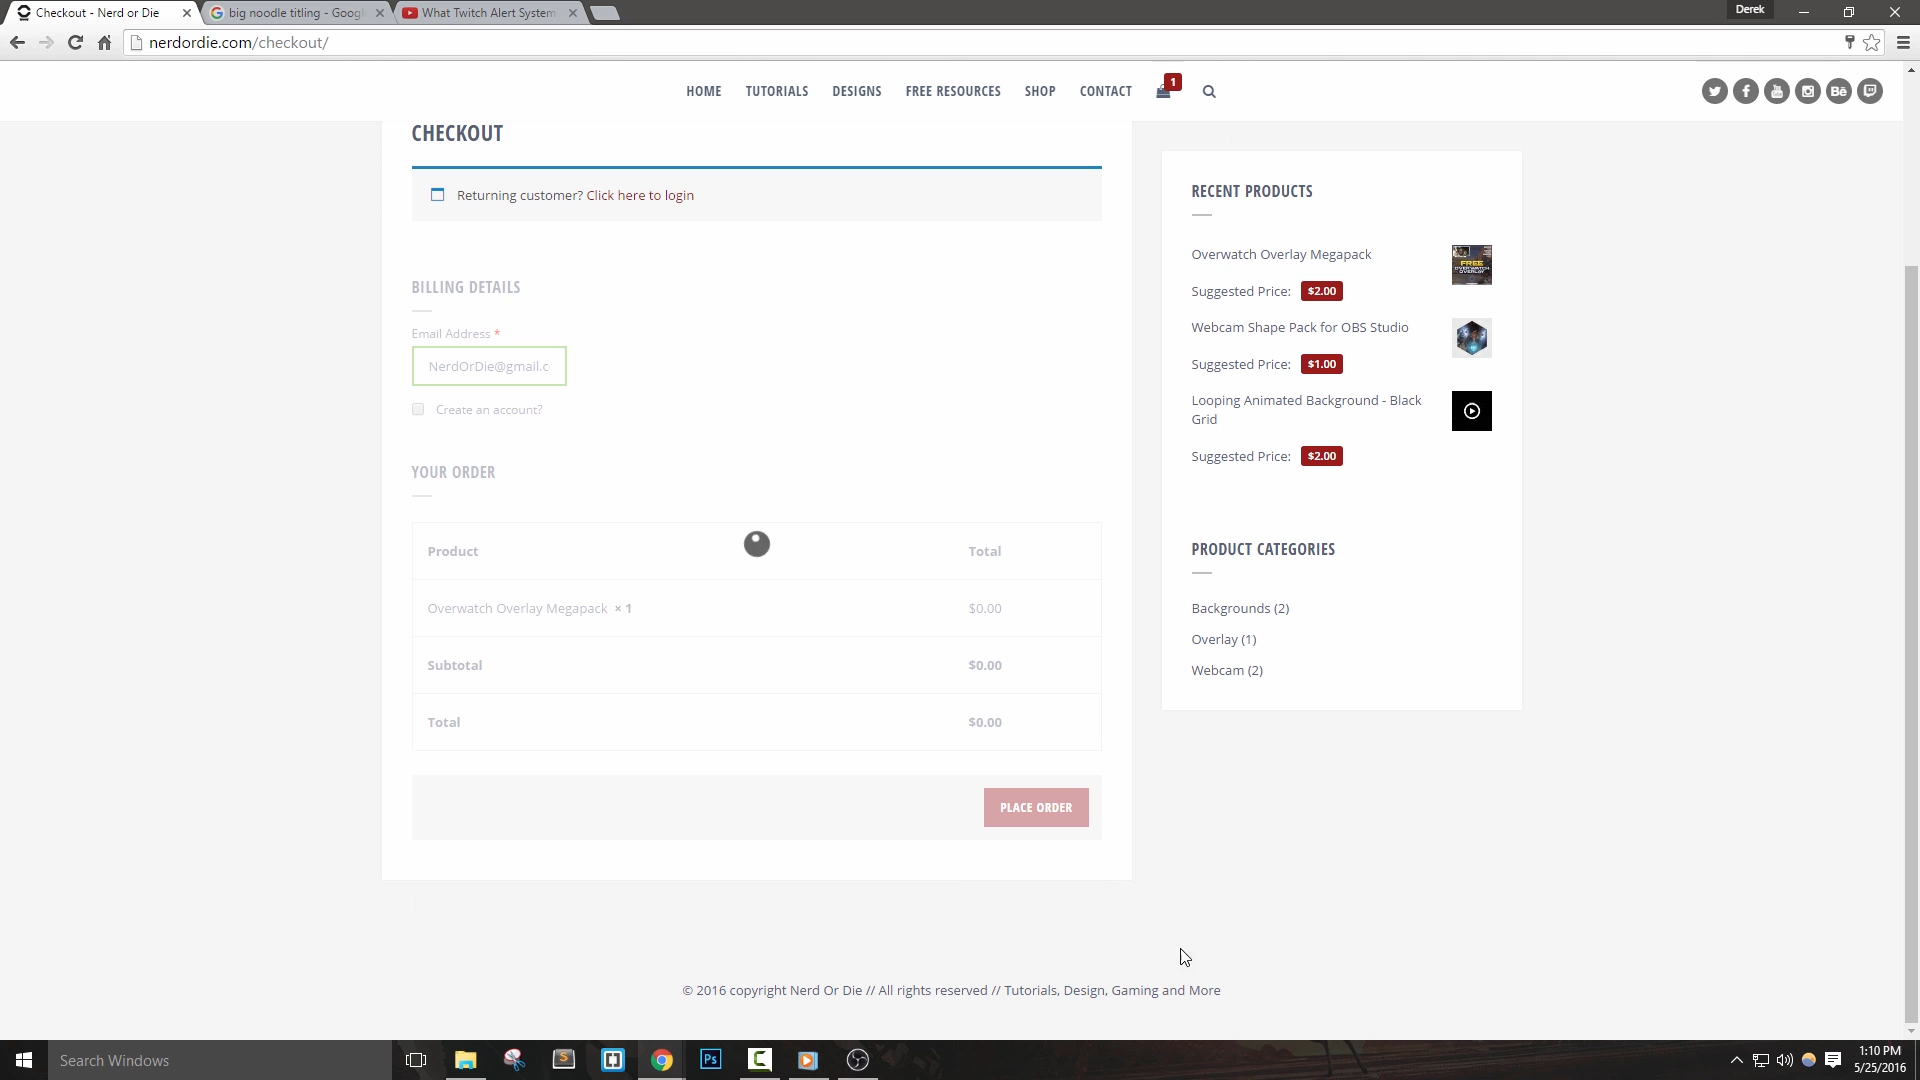 Checkout - Nerd or Die
big noodle titling - Googl
What Twitch Alert System
Derek
nerdordie.com/checkout/
HOME TUTORIALS DESIGNS FREE RESOURCES SHOP CONTACT 1
Bē
CHECKOUT
Returning customer? Click here to login
BILLING DETAILS
Email Address *
NerdOrDie@gmail.c
Create an account?
YOUR ORDER
Product Total
Overwatch Overlay Megapack × 1 $0.00
Subtotal $0.00
Total $0.00
PLACE ORDER
RECENT PRODUCTS
Overwatch Overlay Megapack
FREE
Suggested Price: $2.00
Webcam Shape Pack for OBS Studio
Suggested Price: $1.00
Looping Animated Background - Black
Grid
Suggested Price: $2.00
PRODUCT CATEGORIES
Backgrounds (2)
Overlay (1)
Webcam (2)
© 2016 copyright Nerd Or Die // All rights reserved // Tutorials, Design, Gaming and More
Search Windows
Ps
1:10 PM
5/25/2016